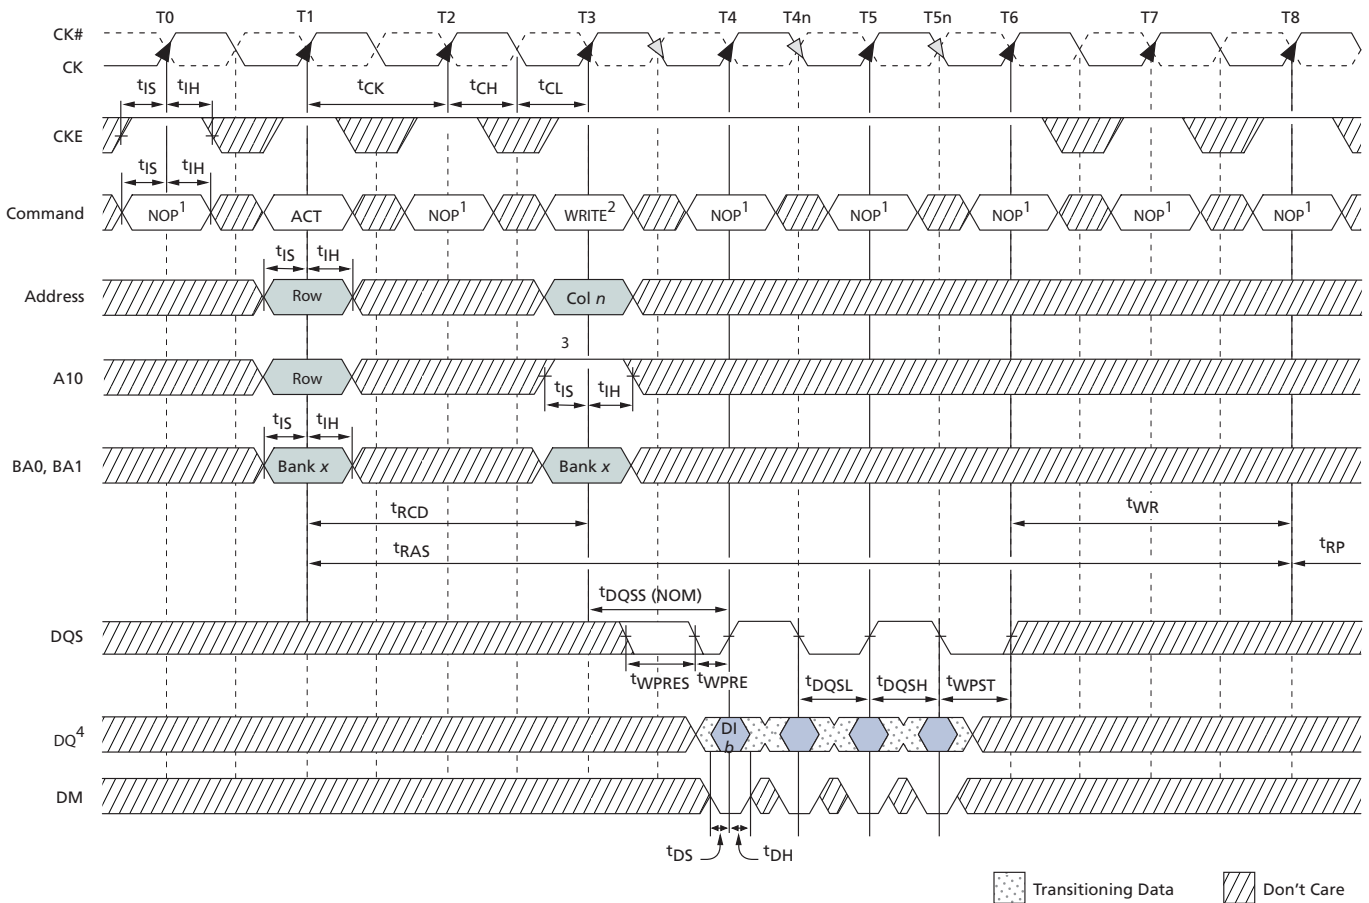 T0 T1 T2 T3 T4 T4n T5 T5n T6 T7 T8
CK#
CK
tIS tIH tCK tCH tCL
CKE
tIS tIH
Command NOP1 ACT NOP1 WRITE2 NOP1 NOP1 NOP1 NOP1 NOP1
tIS tIH
Address Row Col n
3
A10 Row
tIS tIH
tIS tIH
BA0, BA1 Bank x Bank x
tRCD tWR
tRAS tRP
tDQSS (NOM)
DQS
tWPRES tWPRE tDQSL tDQSH tWPST
DQ4 DI
b
DM
tDS tDH
Transitioning Data Don't Care